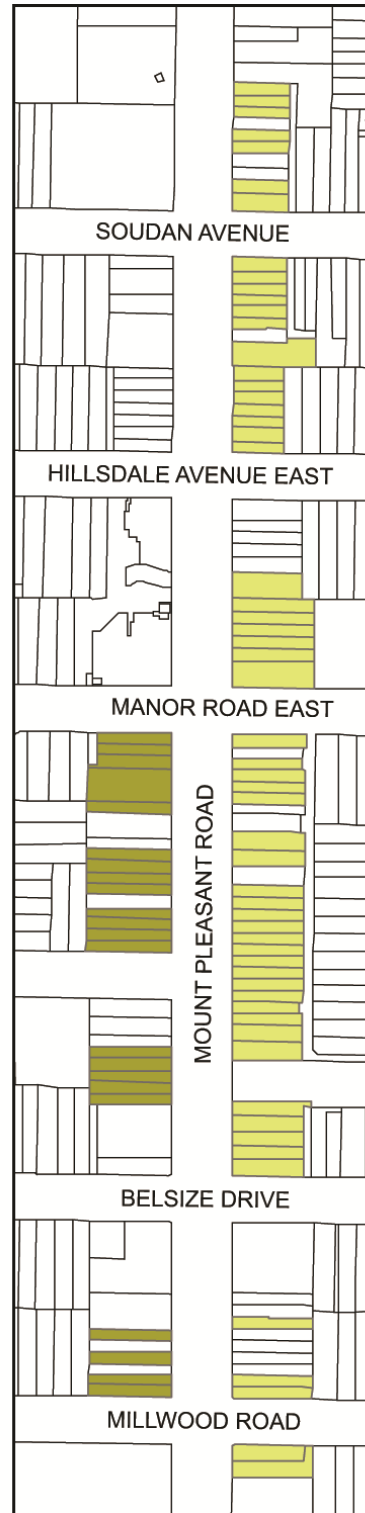 SOUDAN AVENUE
HILLSDALE AVENUE EAST
MANOR ROAD EAST
MOUNT PLEASANT ROAD
BELSIZE DRIVE
MILLWOOD ROAD